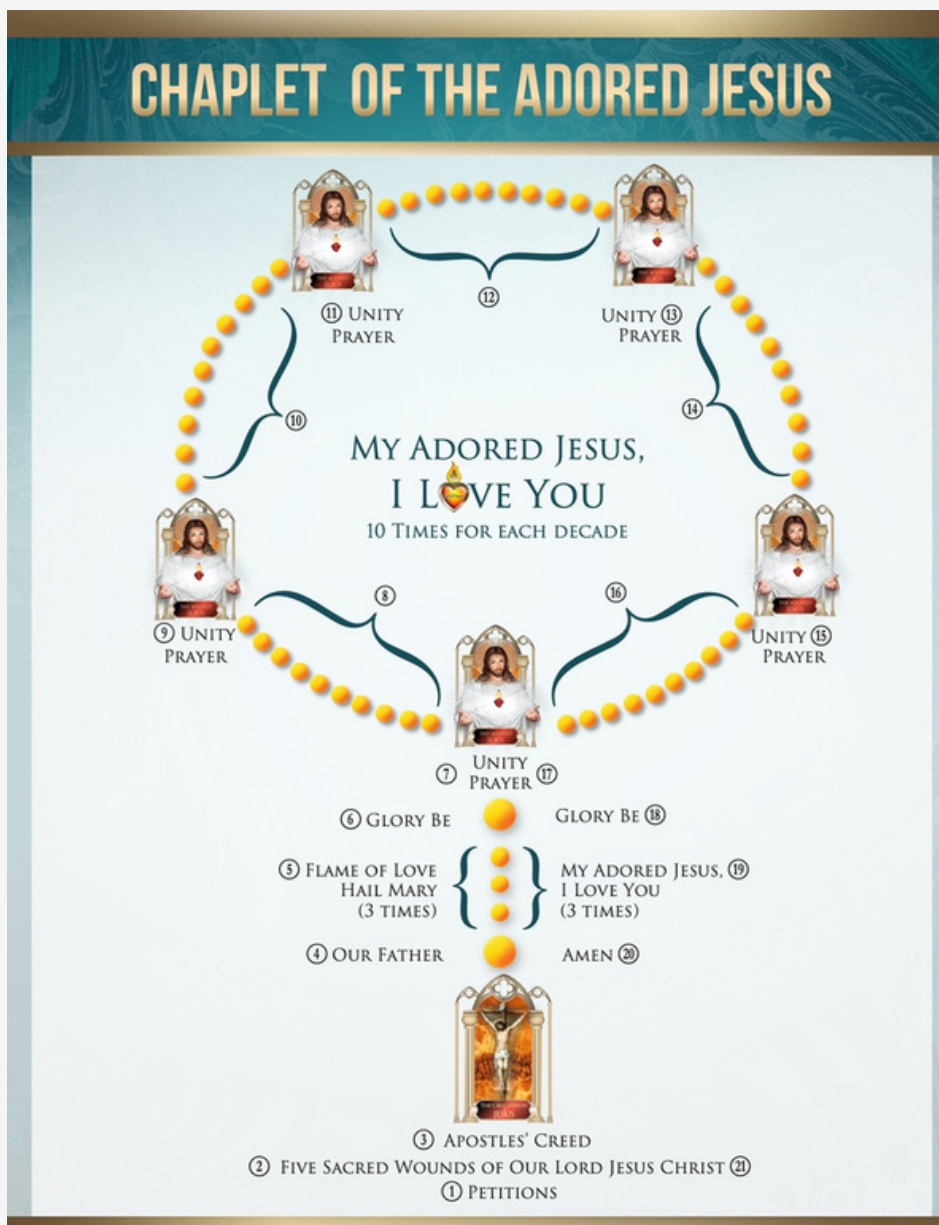 CHAPLET OF THE ADORED JESUS
⑪ UNITY
PRAYER
⑫
UNITY ⑬
PRAYER
⑩
⑭
MY ADORED JESUS,
I LOVE YOU
10 TIMES FOR EACH DECADE
⑧
⑯
⑨ UNITY
PRAYER
UNITY ⑮
PRAYER
⑦ UNITY
PRAYER ⑰
⑥ GLORY BE
GLORY BE ⑱
⑤ FLAME OF LOVE
HAIL MARY
(3 TIMES)
MY ADORED JESUS, ⑲
I LOVE YOU
(3 TIMES)
④ OUR FATHER
AMEN ⑳
JESUS
③ APOSTLES' CREED
② FIVE SACRED WOUNDS OF OUR LORD JESUS CHRIST ㉑
① PETITIONS